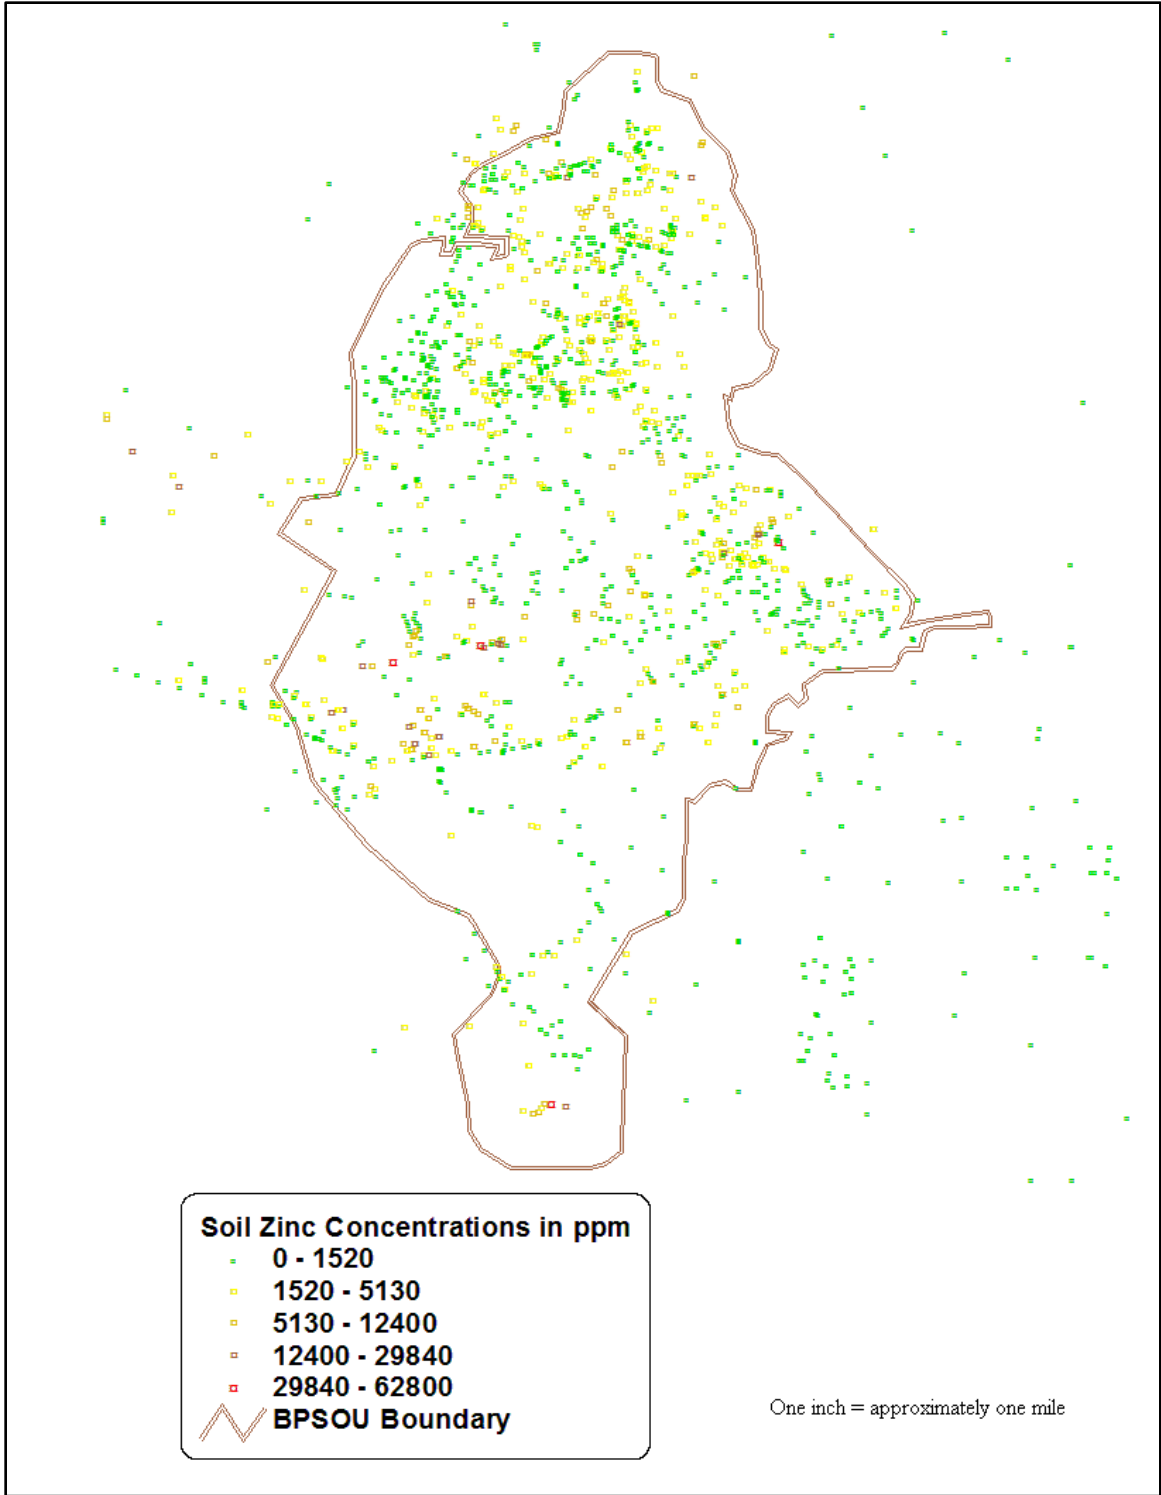 Soil Zinc Concentrations in ppm
0 - 1520
1520 - 5130
5130 - 12400
12400 - 29840
29840 - 62800
BPSOU Boundary
One inch = approximately one mile